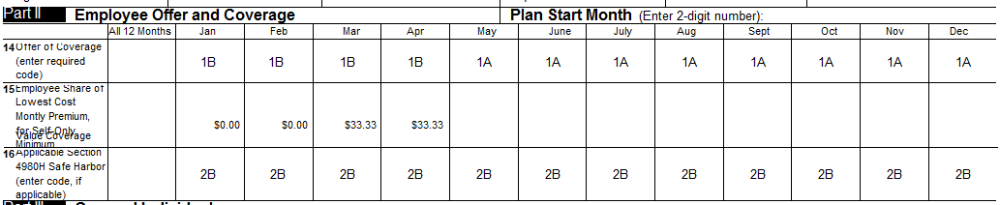 Part II Employee Offer and Coverage Plan Start Month (Enter 2-digit number):
All 12 Months Jan Feb Mar Apr May June July Aug Sept Oct Nov Dec
14 Offer of Coverage
(enter required
code)
1B 1B 1B 1B 1A 1A 1A 1A 1A 1A 1A 1A
15 Employee Share of
Lowest Cost
Montly Premium,
for Self-Only
Minimum
Value Coverage
$0.00 $0.00 $33.33 $33.33
16 Applicable Section
4980H Safe Harbor
(enter code, if
applicable)
2B 2B 2B 2B 2B 2B 2B 2B 2B 2B 2B 2B